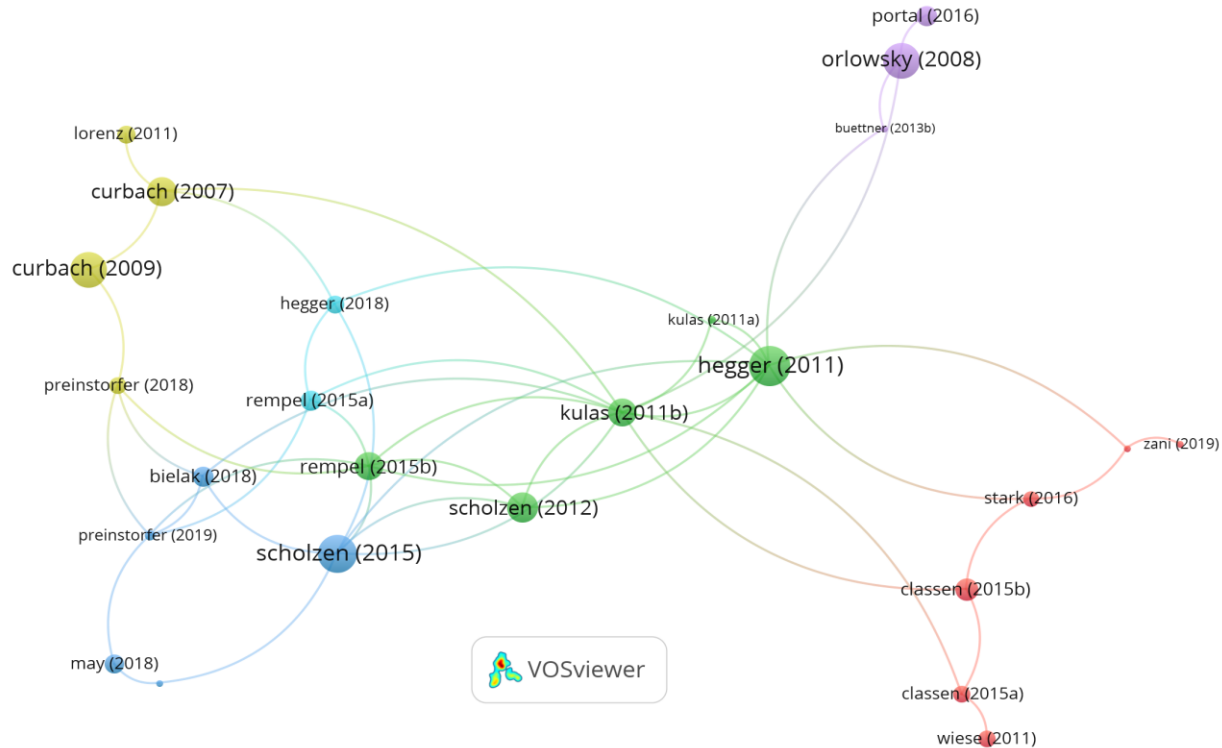 portal (2016)
orlowsky (2008)
buettner (2013b)
lorenz (2011)
curbach (2007)
curbach (2009)
hegger (2018)
kulas (2011a)
hegger (2011)
preinstorfer (2018)
rempel (2015a)
kulas (2011b)
zani (2019)
rempel (2015b)
bielak (2018)
stark (2016)
scholzen (2012)
preinstorfer (2019)
scholzen (2015)
classen (2015b)
may (2018)
VOSviewer
classen (2015a)
wiese (2011)